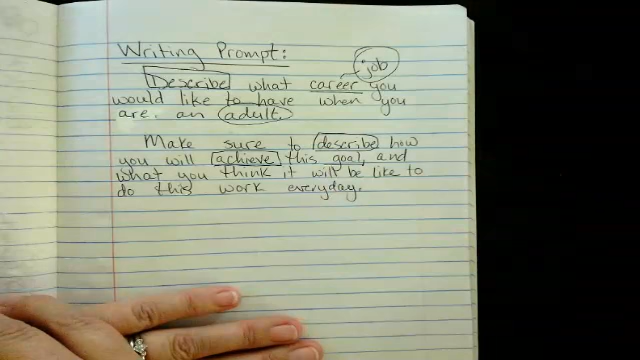 Writing Prompt:
job
Describe what career you
would like to have when you
are. an adult.
Make sure to describe how
you will achieve this goal, and
what you think it will be like to
do this work everyday.